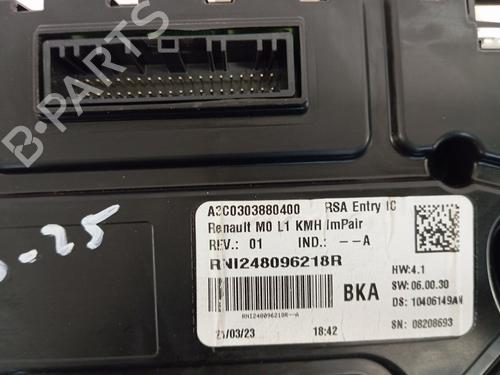 B-PARTS
A3C0303880400 RSA Entry IC
Renault M0 L1 KMH ImPair
REV.: 01 IND.: --A
RNI248096218R
HW:4.1
SW: 06.00.30
BKA
DS: 10406149AN
RNI248096218R--A
21/03/23 18:42
SN: 08208693